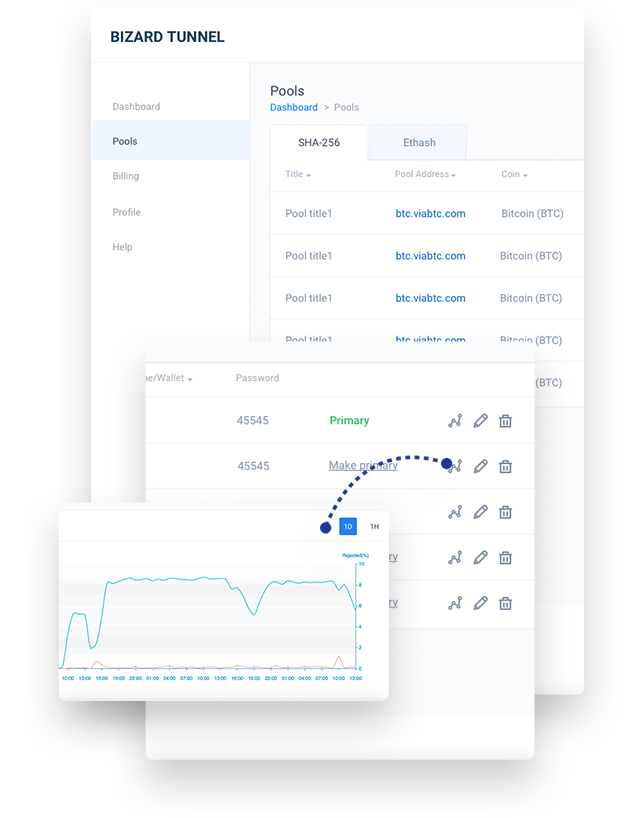 BIZARD TUNNEL
Dashboard
Pools
Billing
Profile
Help
Pools
Dashboard > Pools
SHA-256 Ethash
Title Pool Address Coin
Pool title1 btc.viabtc.com Bitcoin (BTC)
Pool title1 btc.viabtc.com Bitcoin (BTC)
Pool title1 btc.viabtc.com Bitcoin (BTC)
Pool title1 btc.viabtc.com Bitcoin (BTC)
(BTC)
e/Wallet Password
45545 Primary
45545 Make primary
ry
ry
1D 1H
Rejected(%)
10
8
6
4
2
0
10:00 13:00 16:00 19:00 22:00 01:00 04:00 07:00 10:00 13:00 16:00 19:00 22:00 01:00 04:00 07:00 10:00 13:00